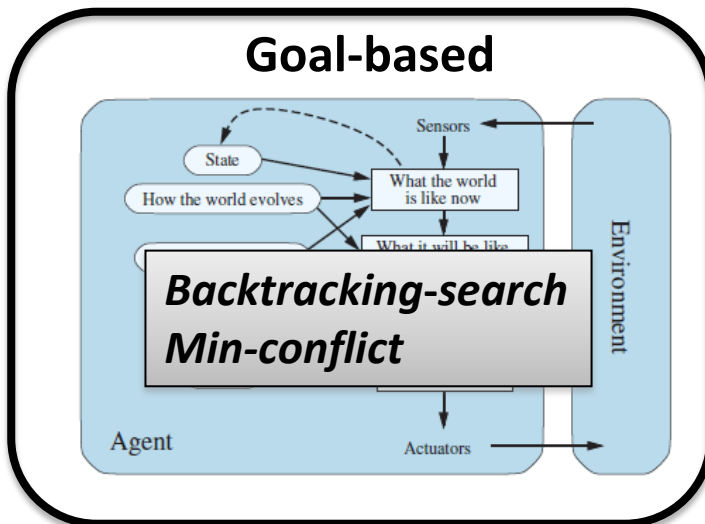 Goal-based
Sensors
State
What the world
is like now
How the world evolves
What it will be like
Backtracking-search
Min-conflict
Environment
Agent
Actuators